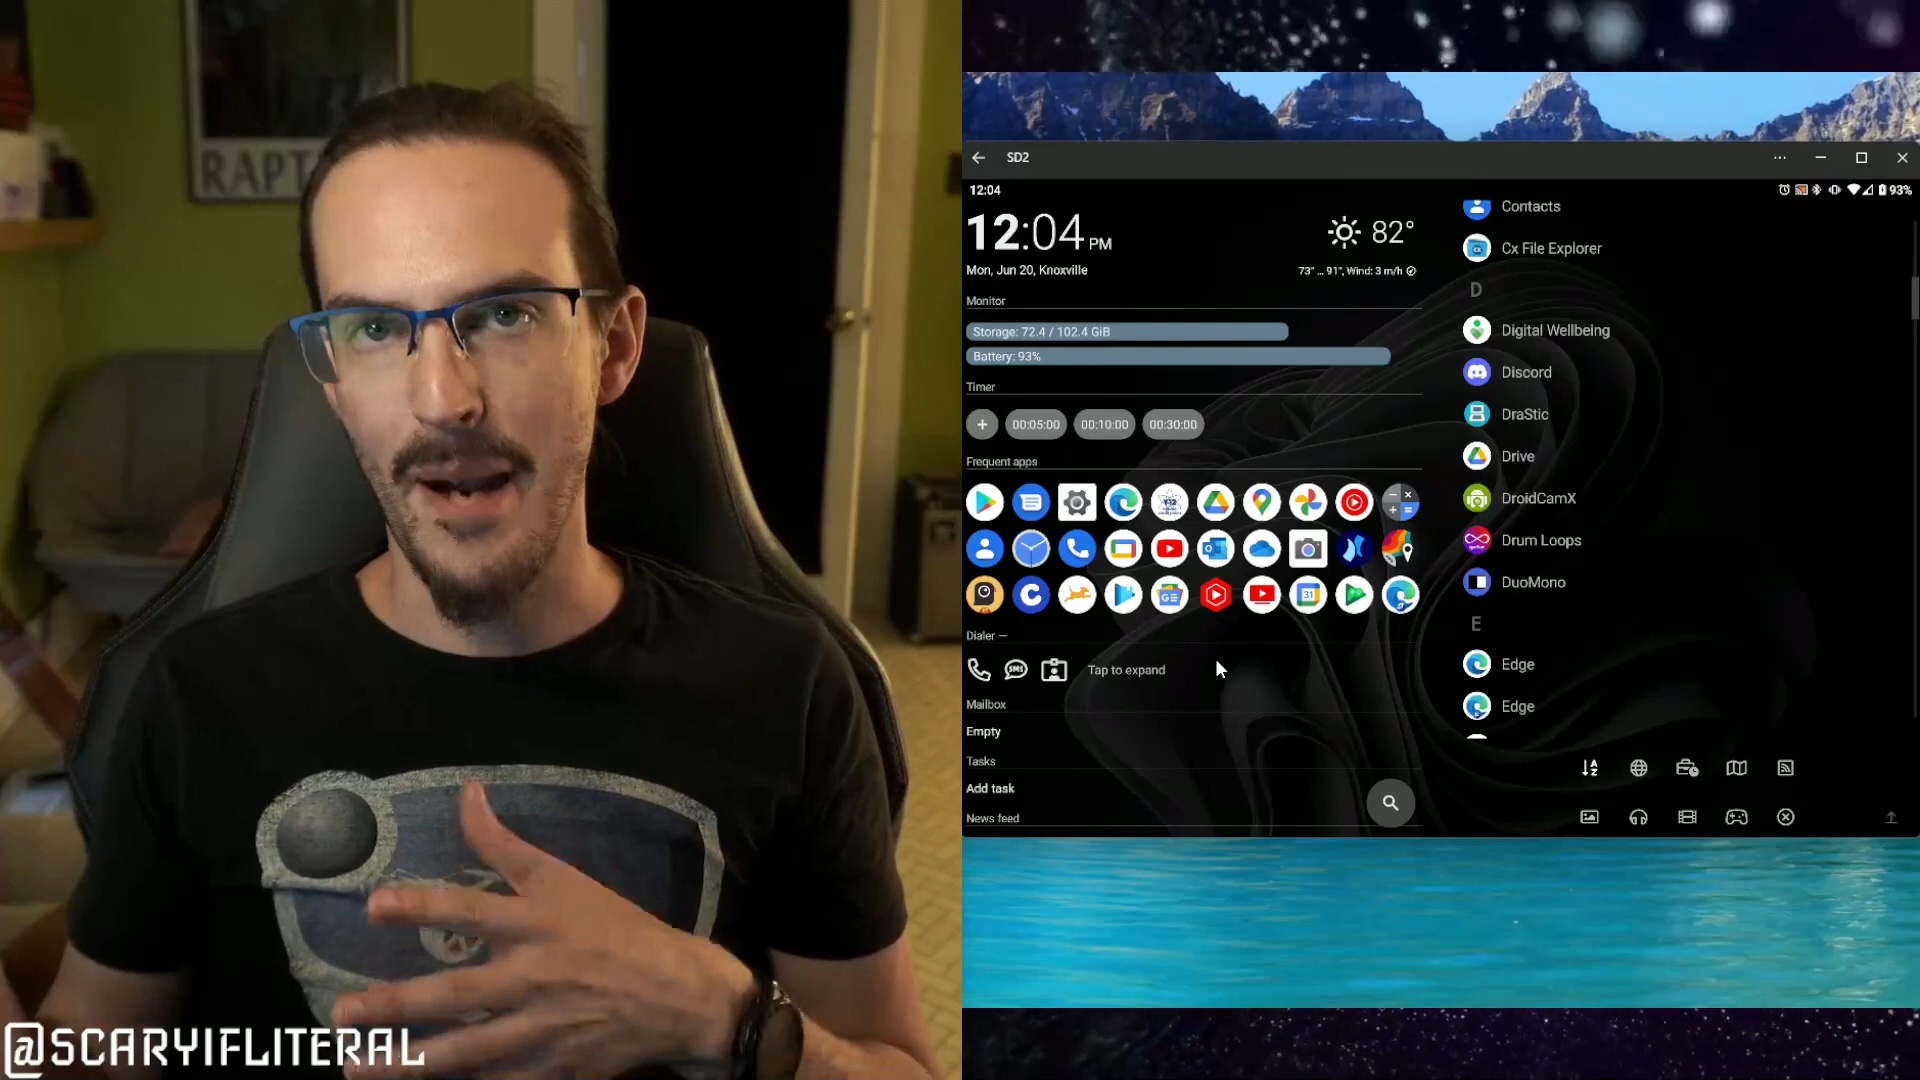 RAPT
@SCARYIFLITERAL
SD2
12:04
93%
12:04 PM
82°
Mon, Jun 20, Knoxville
73° ... 91°, Wind: 3 m/h
Monitor
Storage: 72.4 / 102.4 GiB
Battery: 93%
Timer
+
00:05:00
00:10:00
00:30:00
Frequent apps
Dialer —
SMS
Tap to expand
Mailbox
Empty
Tasks
Add task
News feed
Contacts
Cx File Explorer
D
Digital Wellbeing
Discord
DraStic
Drive
DroidCamX
Drum Loops
DuoMono
E
Edge
Edge